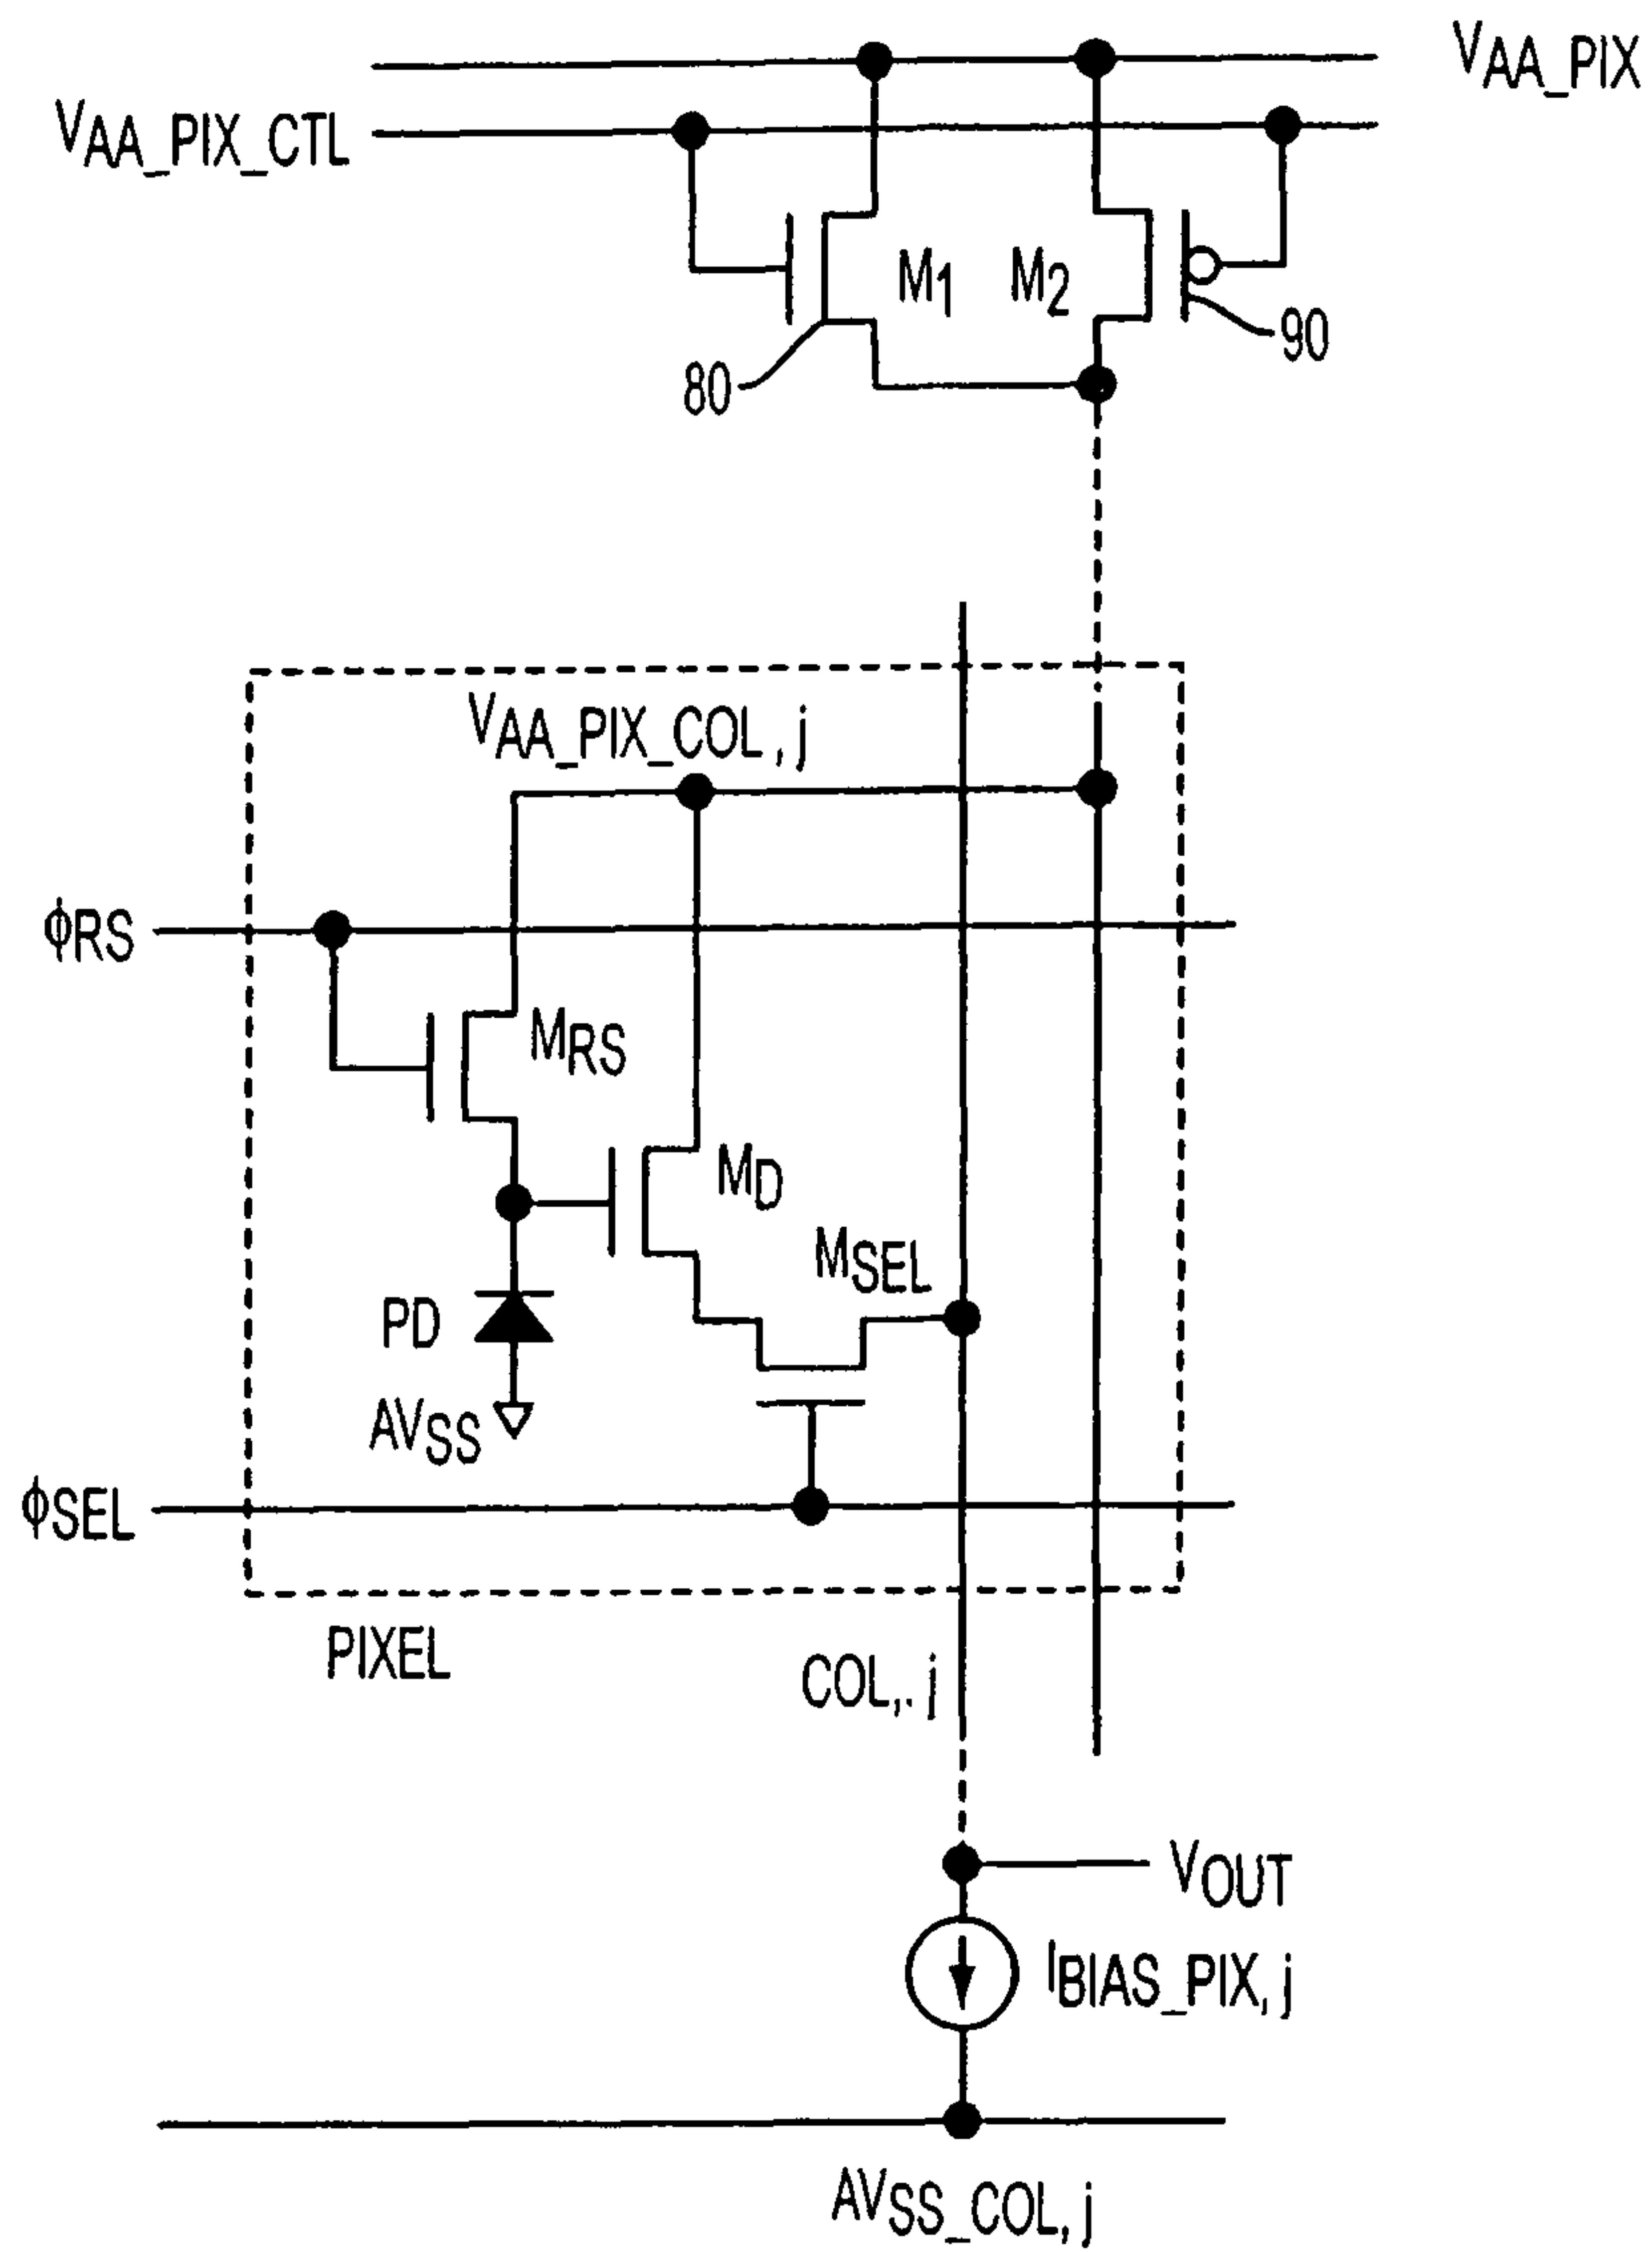 VAA_PIX
VAA_PIX_CTL
M1
M2
80
90
VAA_PIX_COL, j
ϕRS
MRS
MD
MSEL
PD
AVSS
ϕSEL
PIXEL
COL,. j
VOUT
IBIAS_PIX, j
AVSS_COL, j